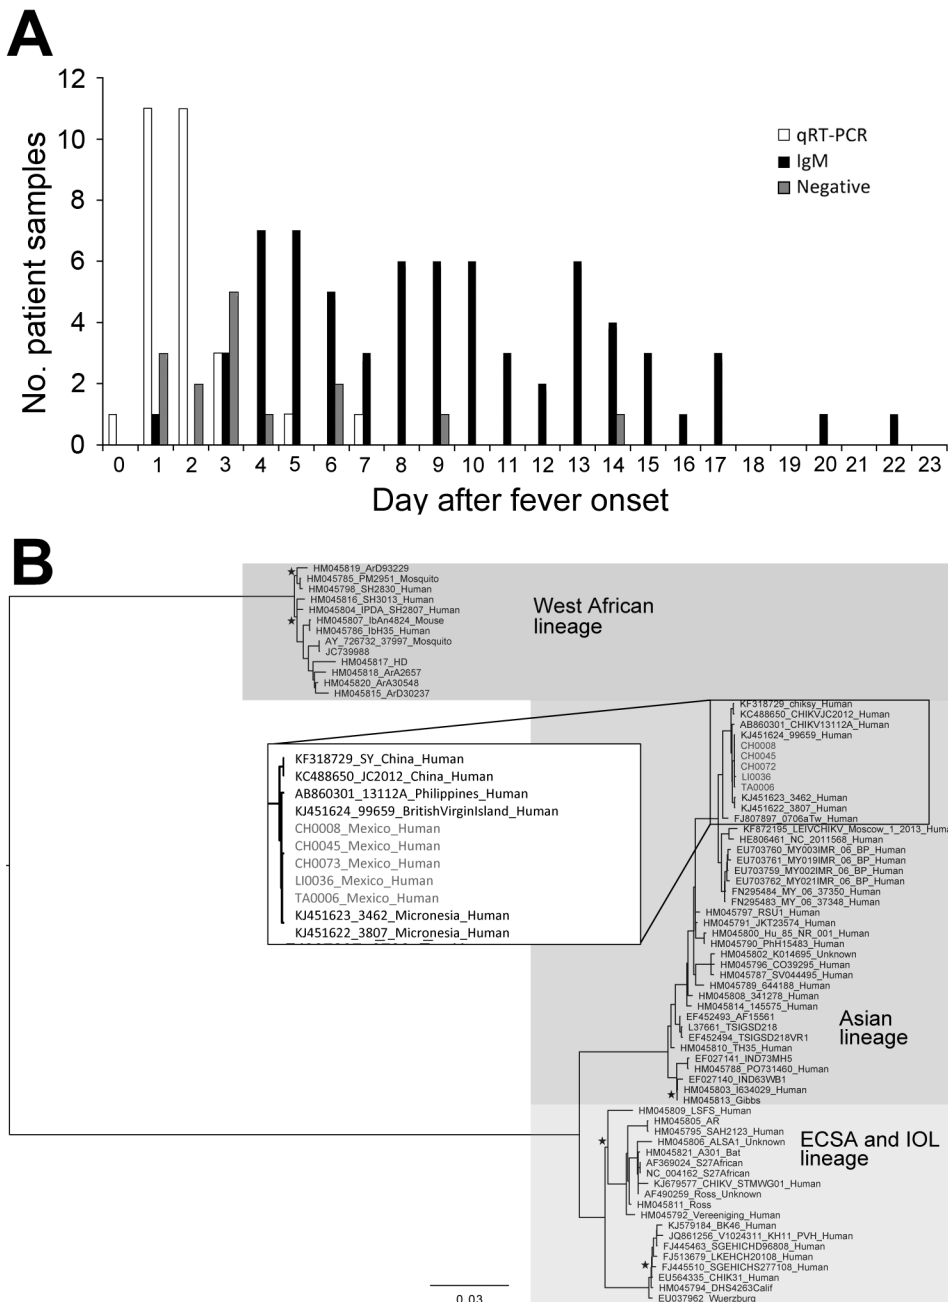 A
12
10
8
6
4
2
0
No. patient samples
qRT-PCR
IgM
Negative
0 1 2 3 4 5 6 7 8 9 10 11 12 13 14 15 16 17 18 19 20 21 22 23
Day after fever onset
B
HM045819_ArD93229
HM045785_PM2951_Mosquito
HM045798_SH2830_Human
HM045816_SH3013_Human
HM045804_IPDA_SH2807_Human
HM045807_IbAn4824_Mouse
HM045786_IbH35_Human
AY_726732_37997_Mosquito
JC739988
HM045817_HD
HM045818_ArA2657
HM045820_ArA30548
HM045815_ArD30237
West African
lineage
KF318729_chiksy_Human
KC488650_CHIKVJC2012_Human
AB860301_CHIKV13112A_Human
KJ451624_99659_Human
CH0008
CH0045
CH0072
LI0036
TA0006
KJ451623_3462_Human
KJ451622_3807_Human
FJ807897_0706aTw_Human
KF318729_SY_China_Human
KC488650_JC2012_China_Human
AB860301_13112A_Philippines_Human
KJ451624_99659_BritishVirginIsland_Human
CH0008_Mexico_Human
CH0045_Mexico_Human
CH0073_Mexico_Human
LI0036_Mexico_Human
TA0006_Mexico_Human
KJ451623_3462_Micronesia_Human
KJ451622_3807_Micronesia_Human
KF872195_LEIVCHIKV_Moscow_1_2013_Huma
HE806461_NC_2011568_Human
EU703760_MY003IMR_06_BP_Human
EU703761_MY019IMR_06_BP_Human
EU703759_MY002IMR_06_BP_Human
EU703762_MY021IMR_06_BP_Human
FN295484_MY_06_37350_Human
FN295483_MY_06_37348_Human
HM045797_RSU1_Human
HM045791_JKT23574_Human
HM045800_Hu_85_NR_001_Human
HM045790_PhH15483_Human
HM045802_K014695_Unknown
HM045796_CO39295_Human
HM045787_SV044495_Human
HM045789_644188_Human
HM045808_341278_Human
HM045814_145575_Human
EF452493_AF15561
L37661_TSIGSD218
EF452494_TSIGSD218VR1
HM045810_TH35_Human
EF027141_IND73MH5
HM045788_PO731460_Human
EF027140_IND63WB1
HM045803_I634029_Human
HM045813_Gibbs
Asian
lineage
HM045809_LSFS_Human
HM045805_AR
HM045795_SAH2123_Human
HM045806_ALSA1_Unknown
HM045821_A301_Bat
AF369024_S27African
NC_004162_S27African
KJ679577_CHIKV_STMWG01_Human
AF490259_Ross_Unknown
HM045811_Ross
HM045792_Vereeniging_Human
KJ579184_BK46_Human
JQ861256_V1024311_KH11_PVH_Human
FJ445463_SGEHICHD96808_Human
FJ513679_LKEHCH20108_Human
FJ445510_SGEHICHS277108_Human
EU564335_CHIK31_Human
HM045794_DHS4263Calif
EU037962_Wuerzburg
ECSA and IOL
lineage
0.03